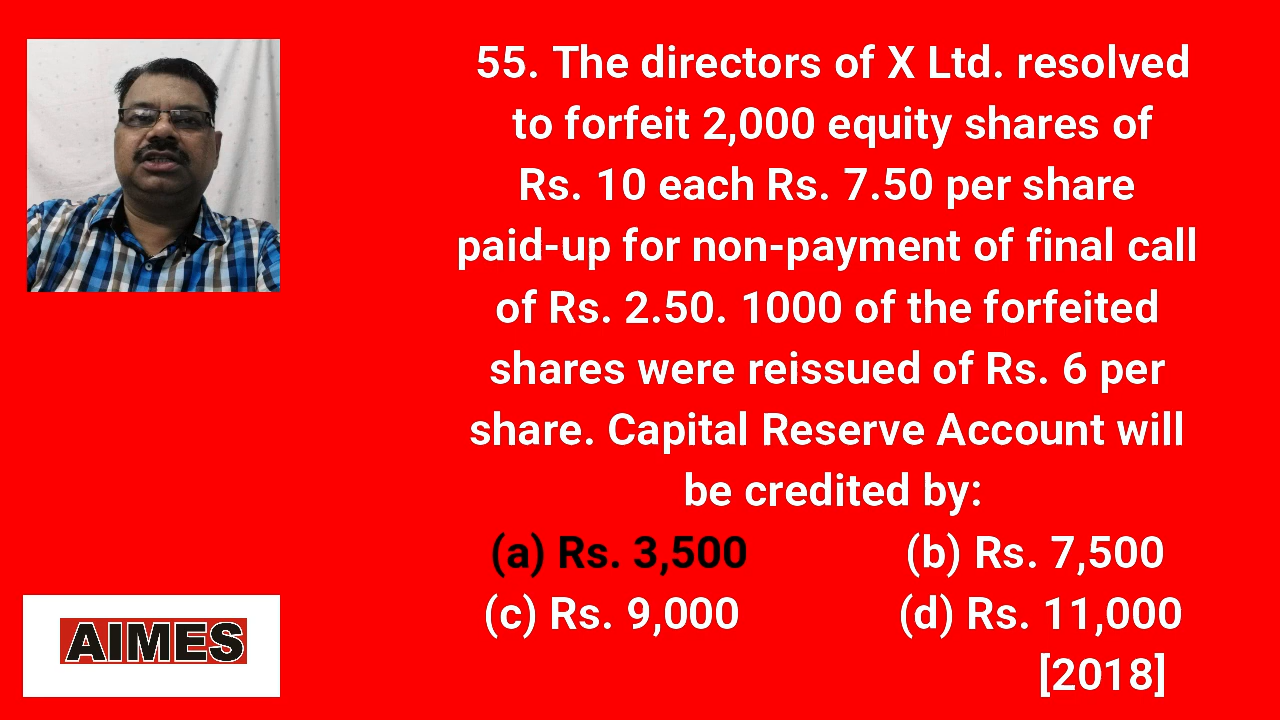 55. The directors of X Ltd. resolved
to forfeit 2,000 equity shares of
Rs. 10 each Rs. 7.50 per share
paid-up for non-payment of final call
of Rs. 2.50. 1000 of the forfeited
shares were reissued of Rs. 6 per
share. Capital Reserve Account will
be credited by:
(a) Rs. 3,500 (b) Rs. 7,500
(c) Rs. 9,000 (d) Rs. 11,000
[2018]
AIMES